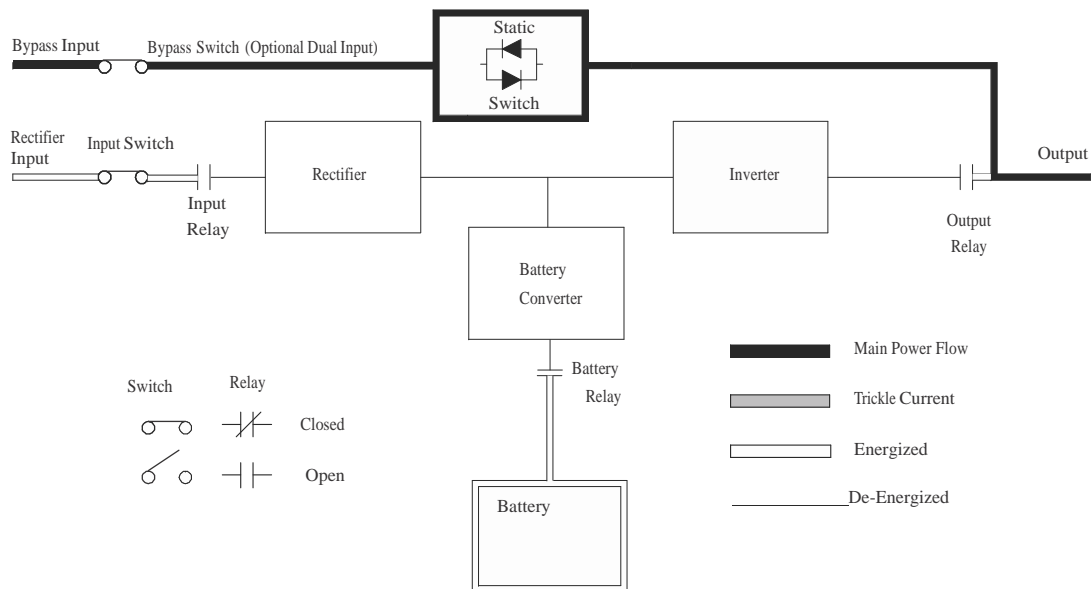 Static
Bypass Input
Bypass Switch (Optional Dual Input)
Switch
Rectifier
Input
Input Switch
Rectifier
Inverter
Output
Input
Relay
Output
Relay
Battery
Converter
Main Power Flow
Battery
Relay
Switch
Relay
Trickle Current
Closed
Energized
Open
De-Energized
Battery